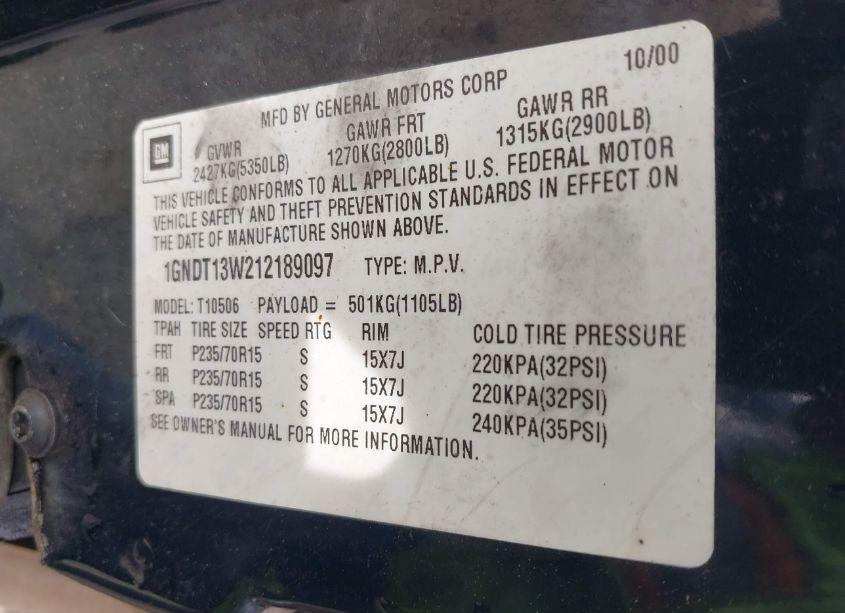 10/00
MFD BY GENERAL MOTORS CORP
GM
GVWR GAWR FRT GAWR RR
2427KG(5350LB) 1270KG(2800LB) 1315KG(2900LB)
THIS VEHICLE CONFORMS TO ALL APPLICABLE U.S. FEDERAL MOTOR
VEHICLE SAFETY AND THEFT PREVENTION STANDARDS IN EFFECT ON
THE DATE OF MANUFACTURE SHOWN ABOVE.
1GNDT13W212189097 TYPE: M.P.V.
MODEL: T10506 PAYLOAD = 501KG(1105LB)
TPAH TIRE SIZE SPEED RTG RIM COLD TIRE PRESSURE
FRT P235/70R15 S 15X7J 220KPA(32PSI)
RR P235/70R15 S 15X7J 220KPA(32PSI)
SPA P235/70R15 S 15X7J 240KPA(35PSI)
SEE OWNER'S MANUAL FOR MORE INFORMATION.